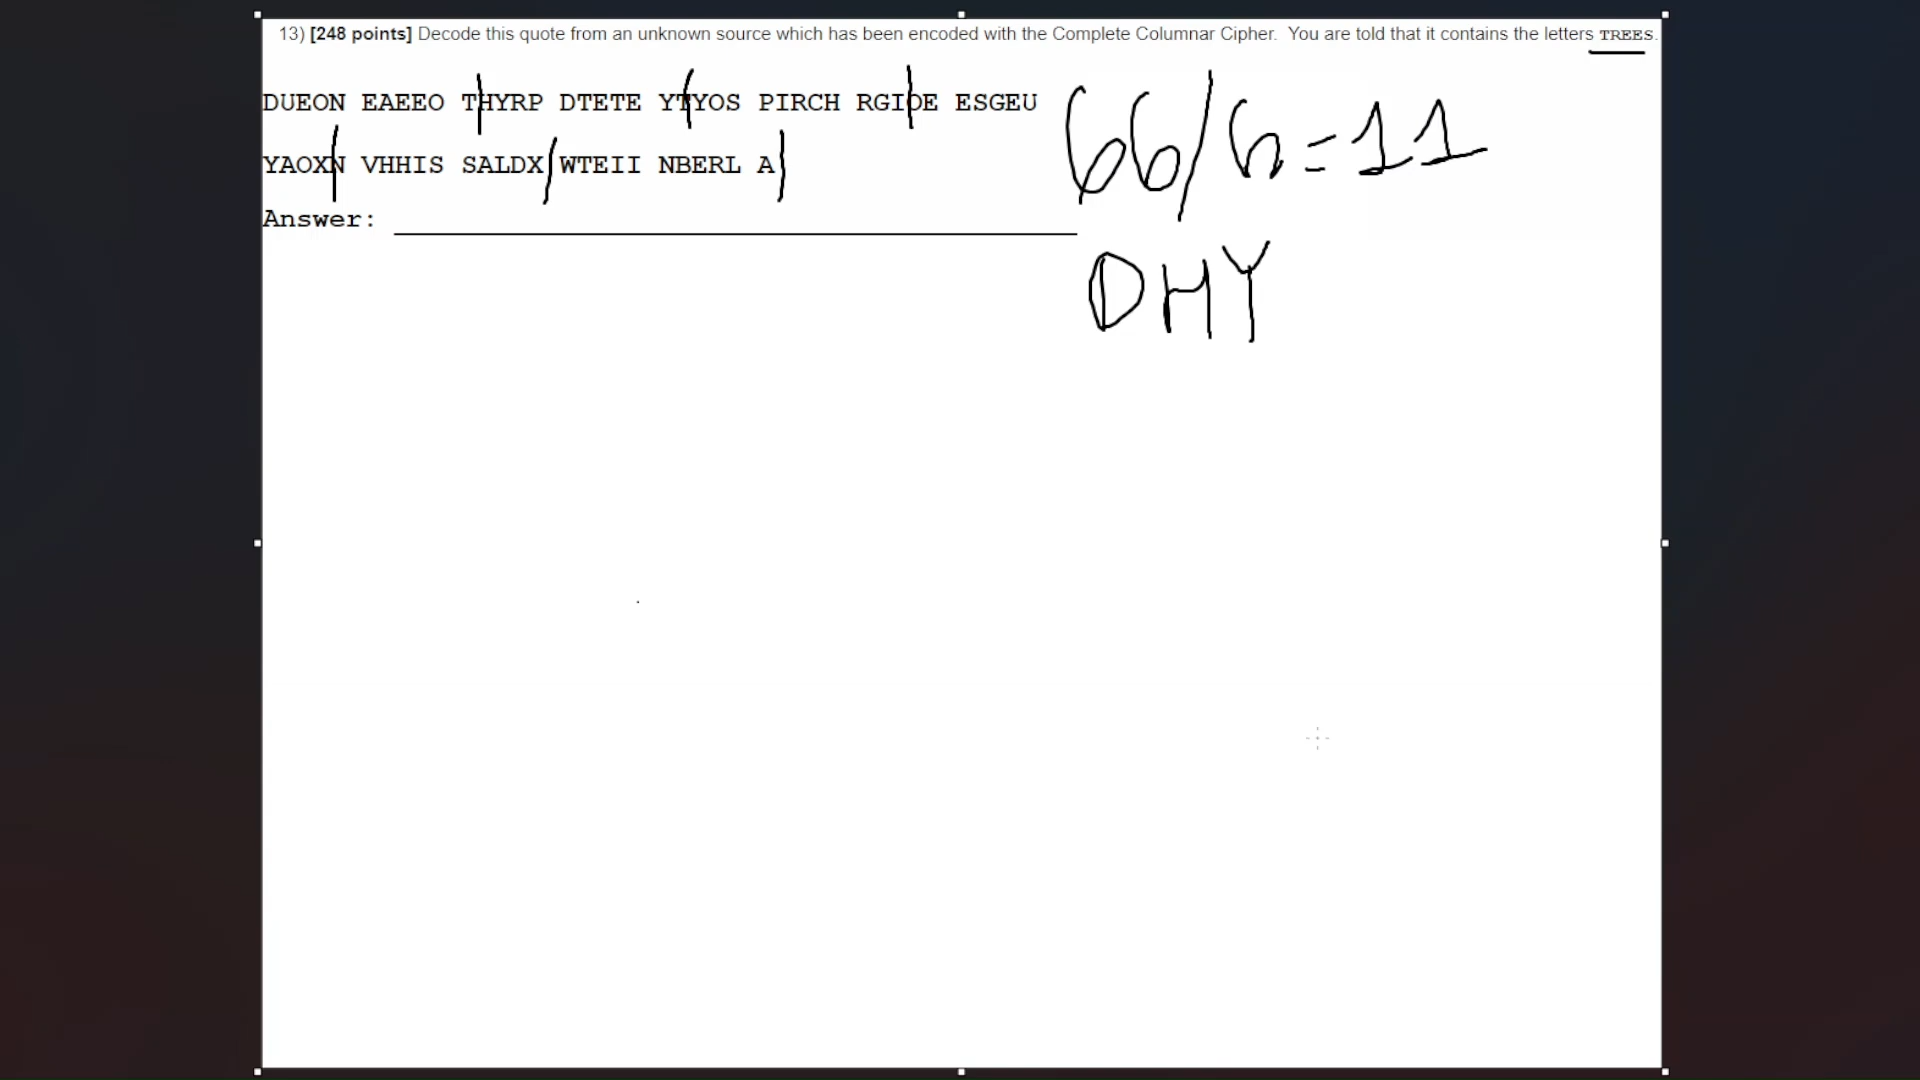 13) [248 points] Decode this quote from an unknown source which has been encoded with the Complete Columnar Cipher. You are told that it contains the letters TREES.
DUEON EAEEO THYRP DTETE YTYOS PIRCH RGIOE ESGEU
YAOXN VHHIS SALDX WTEII NBERL A
Answer:
66/6=11
DHY